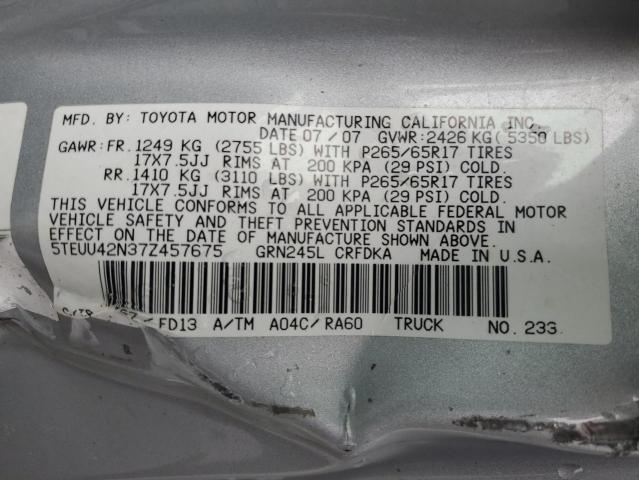 MFD. BY: TOYOTA MOTOR MANUFACTURING CALIFORNIA INC.
DATE 07/07 GVWR:2426 KG( 5350 LBS)
GAWR: FR. 1249 KG (2755 LBS) WITH P265/65R17 TIRES
17X7.5JJ RIMS AT 200 KPA (29 PSI) COLD.
RR. 1410 KG (3110 LBS) WITH P265/65R17 TIRES
17X7.5JJ RIMS AT 200 KPA (29 PSI) COLD.
THIS VEHICLE CONFORMS TO ALL APPLICABLE FEDERAL MOTOR
VEHICLE SAFETY AND THEFT PREVENTION STANDARDS IN
EFFECT ON THE DATE OF MANUFACTURE SHOWN ABOVE.
5TEUU42N37Z457675 GRN245L CRFDKA MADE IN U.S.A.
C/TR FD13 A/TM A04C/RA60 TRUCK NO. 233